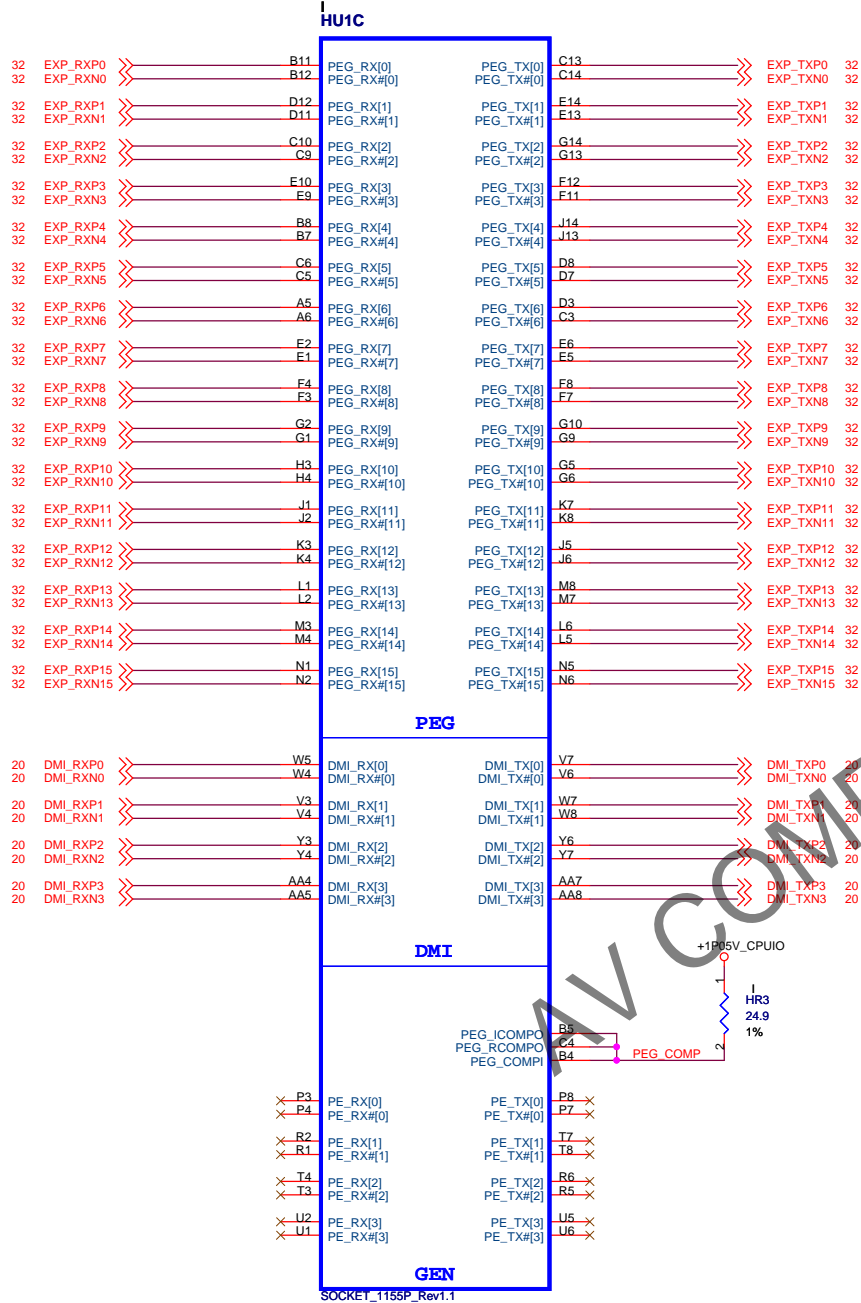 I
HU1C
32 EXP_RXP0 B11 PEG_RX[0] PEG_TX[0] C13 EXP_TXP0 32
32 EXP_RXN0 B12 PEG_RX#[0] PEG_TX#[0] C14 EXP_TXN0 32
32 EXP_RXP1 D12 PEG_RX[1] PEG_TX[1] E14 EXP_TXP1 32
32 EXP_RXN1 D11 PEG_RX#[1] PEG_TX#[1] E13 EXP_TXN1 32
32 EXP_RXP2 C10 PEG_RX[2] PEG_TX[2] G14 EXP_TXP2 32
32 EXP_RXN2 C9 PEG_RX#[2] PEG_TX#[2] G13 EXP_TXN2 32
32 EXP_RXP3 E10 PEG_RX[3] PEG_TX[3] F12 EXP_TXP3 32
32 EXP_RXN3 E9 PEG_RX#[3] PEG_TX#[3] F11 EXP_TXN3 32
32 EXP_RXP4 B8 PEG_RX[4] PEG_TX[4] J14 EXP_TXP4 32
32 EXP_RXN4 B7 PEG_RX#[4] PEG_TX#[4] J13 EXP_TXN4 32
32 EXP_RXP5 C6 PEG_RX[5] PEG_TX[5] D8 EXP_TXP5 32
32 EXP_RXN5 C5 PEG_RX#[5] PEG_TX#[5] D7 EXP_TXN5 32
32 EXP_RXP6 A5 PEG_RX[6] PEG_TX[6] D3 EXP_TXP6 32
32 EXP_RXN6 A6 PEG_RX#[6] PEG_TX#[6] C3 EXP_TXN6 32
32 EXP_RXP7 E2 PEG_RX[7] PEG_TX[7] E6 EXP_TXP7 32
32 EXP_RXN7 E1 PEG_RX#[7] PEG_TX#[7] E5 EXP_TXN7 32
32 EXP_RXP8 F4 PEG_RX[8] PEG_TX[8] F8 EXP_TXP8 32
32 EXP_RXN8 F3 PEG_RX#[8] PEG_TX#[8] F7 EXP_TXN8 32
32 EXP_RXP9 G2 PEG_RX[9] PEG_TX[9] G10 EXP_TXP9 32
32 EXP_RXN9 G1 PEG_RX#[9] PEG_TX#[9] G9 EXP_TXN9 32
32 EXP_RXP10 H3 PEG_RX[10] PEG_TX[10] G5 EXP_TXP10 32
32 EXP_RXN10 H4 PEG_RX#[10] PEG_TX#[10] G6 EXP_TXN10 32
32 EXP_RXP11 J1 PEG_RX[11] PEG_TX[11] K7 EXP_TXP11 32
32 EXP_RXN11 J2 PEG_RX#[11] PEG_TX#[11] K8 EXP_TXN11 32
32 EXP_RXP12 K3 PEG_RX[12] PEG_TX[12] J5 EXP_TXP12 32
32 EXP_RXN12 K4 PEG_RX#[12] PEG_TX#[12] J6 EXP_TXN12 32
32 EXP_RXP13 L1 PEG_RX[13] PEG_TX[13] M8 EXP_TXP13 32
32 EXP_RXN13 L2 PEG_RX#[13] PEG_TX#[13] M7 EXP_TXN13 32
32 EXP_RXP14 M3 PEG_RX[14] PEG_TX[14] L6 EXP_TXP14 32
32 EXP_RXN14 M4 PEG_RX#[14] PEG_TX#[14] L5 EXP_TXN14 32
32 EXP_RXP15 N1 PEG_RX[15] PEG_TX[15] N5 EXP_TXP15 32
32 EXP_RXN15 N2 PEG_RX#[15] PEG_TX#[15] N6 EXP_TXN15 32
PEG
20 DMI_RXP0 W5 DMI_RX[0] DMI_TX[0] V7 DMI_TXP0 20
20 DMI_RXN0 W4 DMI_RX#[0] DMI_TX#[0] V6 DMI_TXN0 20
20 DMI_RXP1 V3 DMI_RX[1] DMI_TX[1] W7 DMI_TXP1 20
20 DMI_RXN1 V4 DMI_RX#[1] DMI_TX#[1] W8 DMI_TXN1 20
20 DMI_RXP2 Y3 DMI_RX[2] DMI_TX[2] Y6 DMI_TXP2 20
20 DMI_RXN2 Y4 DMI_RX#[2] DMI_TX#[2] Y7 DMI_TXN2 20
20 DMI_RXP3 AA4 DMI_RX[3] DMI_TX[3] AA7 DMI_TXP3 20
20 DMI_RXN3 AA5 DMI_RX#[3] DMI_TX#[3] AA8 DMI_TXN3 20
DMI
+1P05V_CPUIO
1
I
HR3
24.9
1%
2
PEG_ICOMPO B5
PEG_RCOMPO C4
PEG_COMPI B4 PEG_COMP
P3 PE_RX[0] PE_TX[0] P8
P4 PE_RX#[0] PE_TX#[0] P7
R2 PE_RX[1] PE_TX[1] T7
R1 PE_RX#[1] PE_TX#[1] T8
T4 PE_RX[2] PE_TX[2] R6
T3 PE_RX#[2] PE_TX#[2] R5
U2 PE_RX[3] PE_TX[3] U5
U1 PE_RX#[3] PE_TX#[3] U6
GEN
SOCKET_1155P_Rev1.1
AV